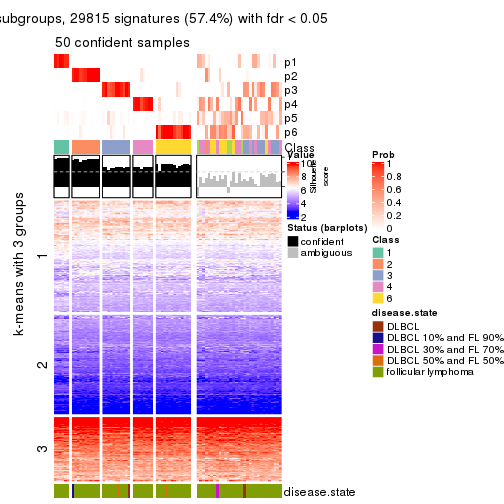 subgroups, 29815 signatures (57.4%) with fdr < 0.05
50 confident samples
p1
p2
p3
p4
p5
p6
Class
Silhouette
score
k-means with 3 groups
1
2
3
disease.state
Value
10
8
6
4
2
Status (barplots)
confident
ambiguous
Prob
1
0.8
0.6
0.4
0.2
0
Class
1
2
3
4
6
disease.state
DLBCL
DLBCL 10% and FL 90%
DLBCL 30% and FL 70%
DLBCL 50% and FL 50%
follicular lymphoma